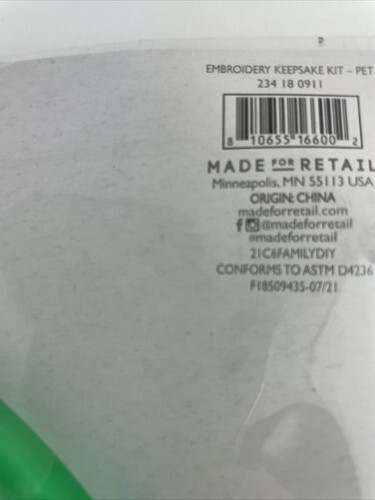 EMBROIDERY KEEPSAKE KIT – PET
234 18 0911
8 10655 16600 2
MADE FOR RETAIL
Minneapolis, MN 55113 USA
ORIGIN: CHINA
madeforretail.com
@madeforretail
#madeforretail
21C6FAMILYDIY
CONFORMS TO ASTM D4236
F18509435-07/21